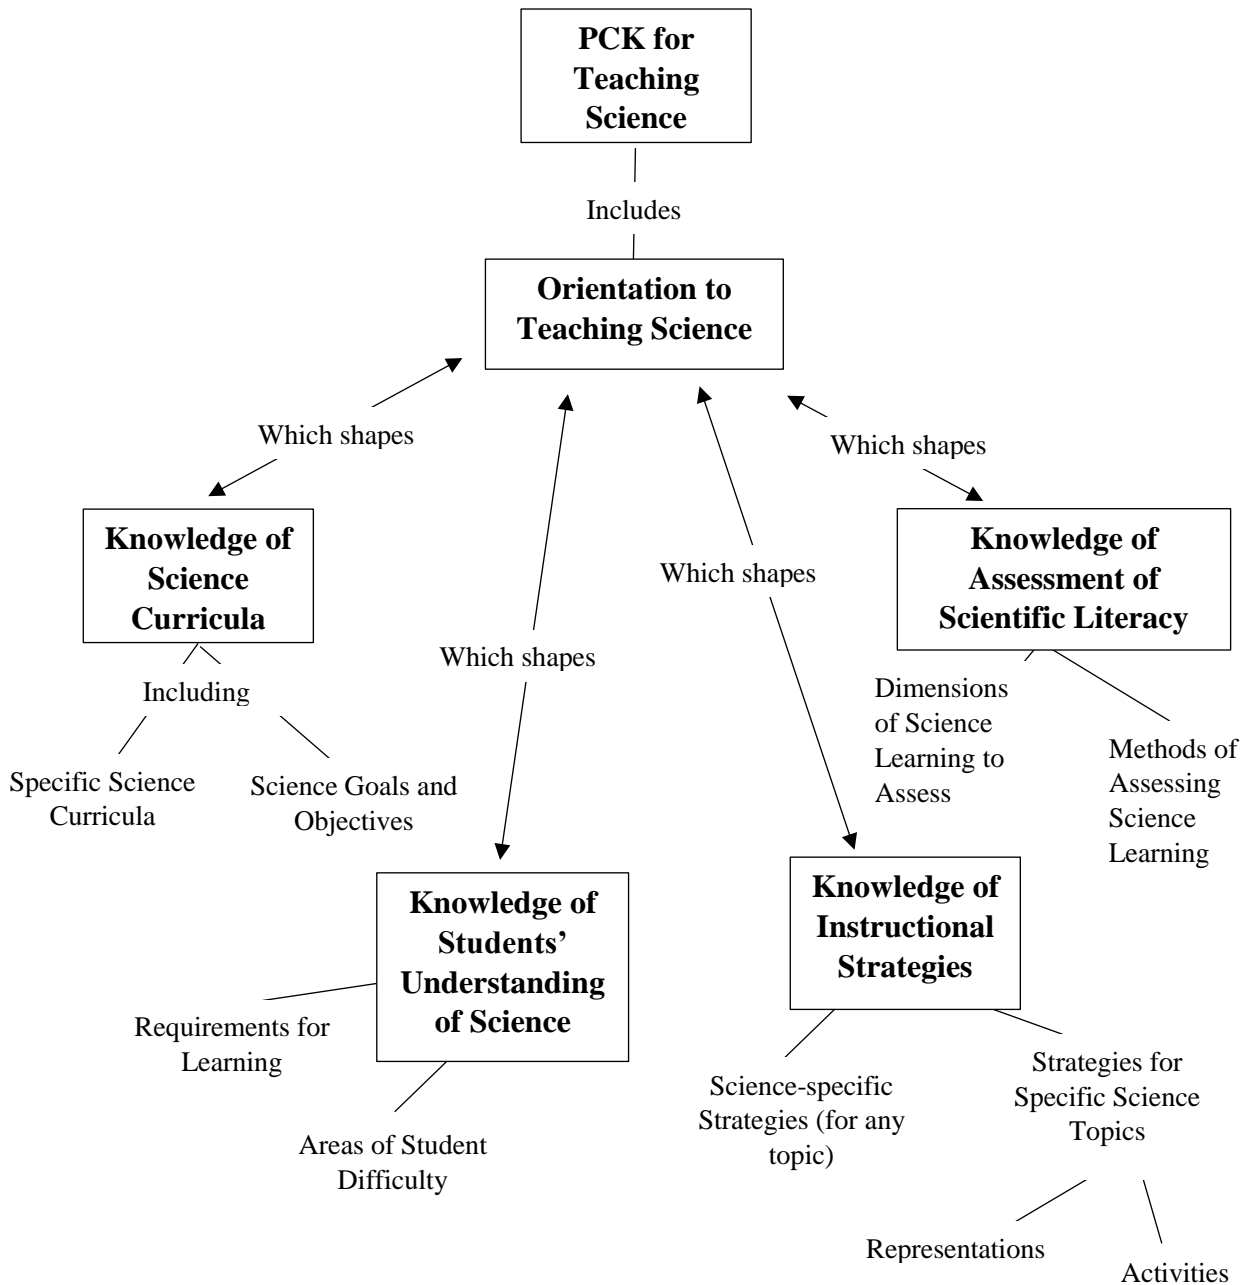 PCK for
Teaching
Science
Includes
Orientation to
Teaching Science
Which shapes
Which shapes
Which shapes
Which shapes
Knowledge of
Science
Curricula
Including
Specific Science
Curricula
Science Goals and
Objectives
Knowledge of
Students’
Understanding
of Science
Requirements for
Learning
Areas of Student
Difficulty
Knowledge of
Instructional
Strategies
Science-specific
Strategies (for any
topic)
Strategies for
Specific Science
Topics
Representations
Activities
Knowledge of
Assessment of
Scientific Literacy
Dimensions
of Science
Learning to
Assess
Methods of
Assessing
Science
Learning